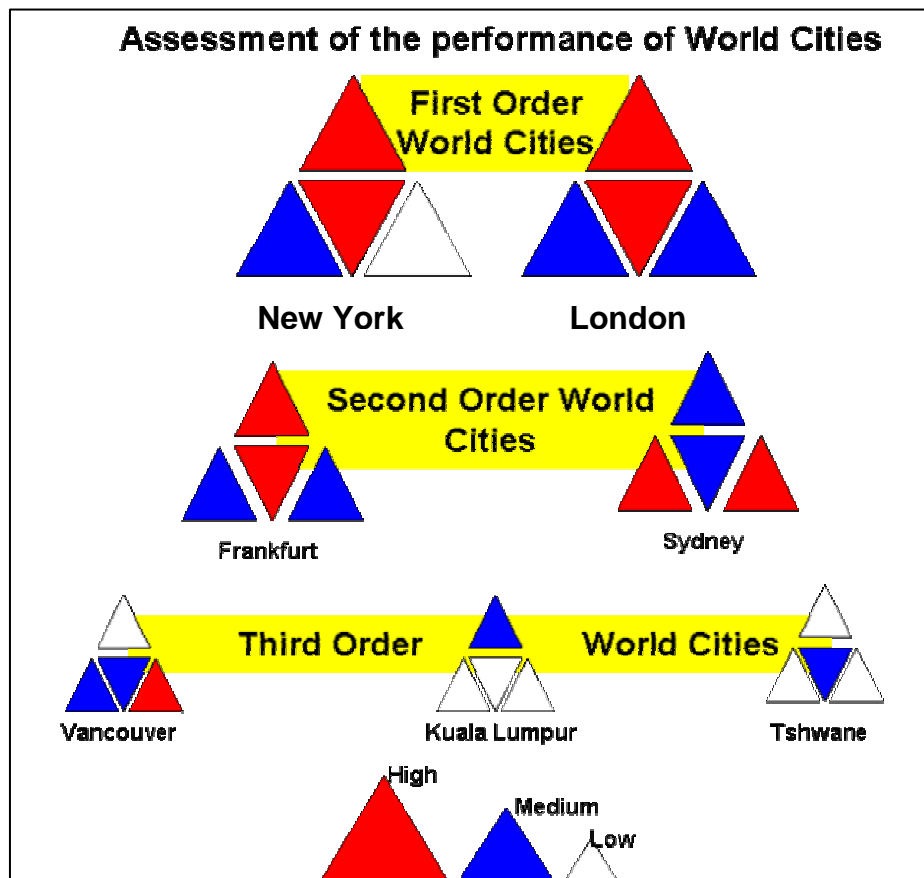 Assessment of the performance of World Cities
First Order
World Cities
New York
London
Second Order World
Cities
Frankfurt
Sydney
Third Order
World Cities
Vancouver
Kuala Lumpur
Tshwane
High
Medium
Low